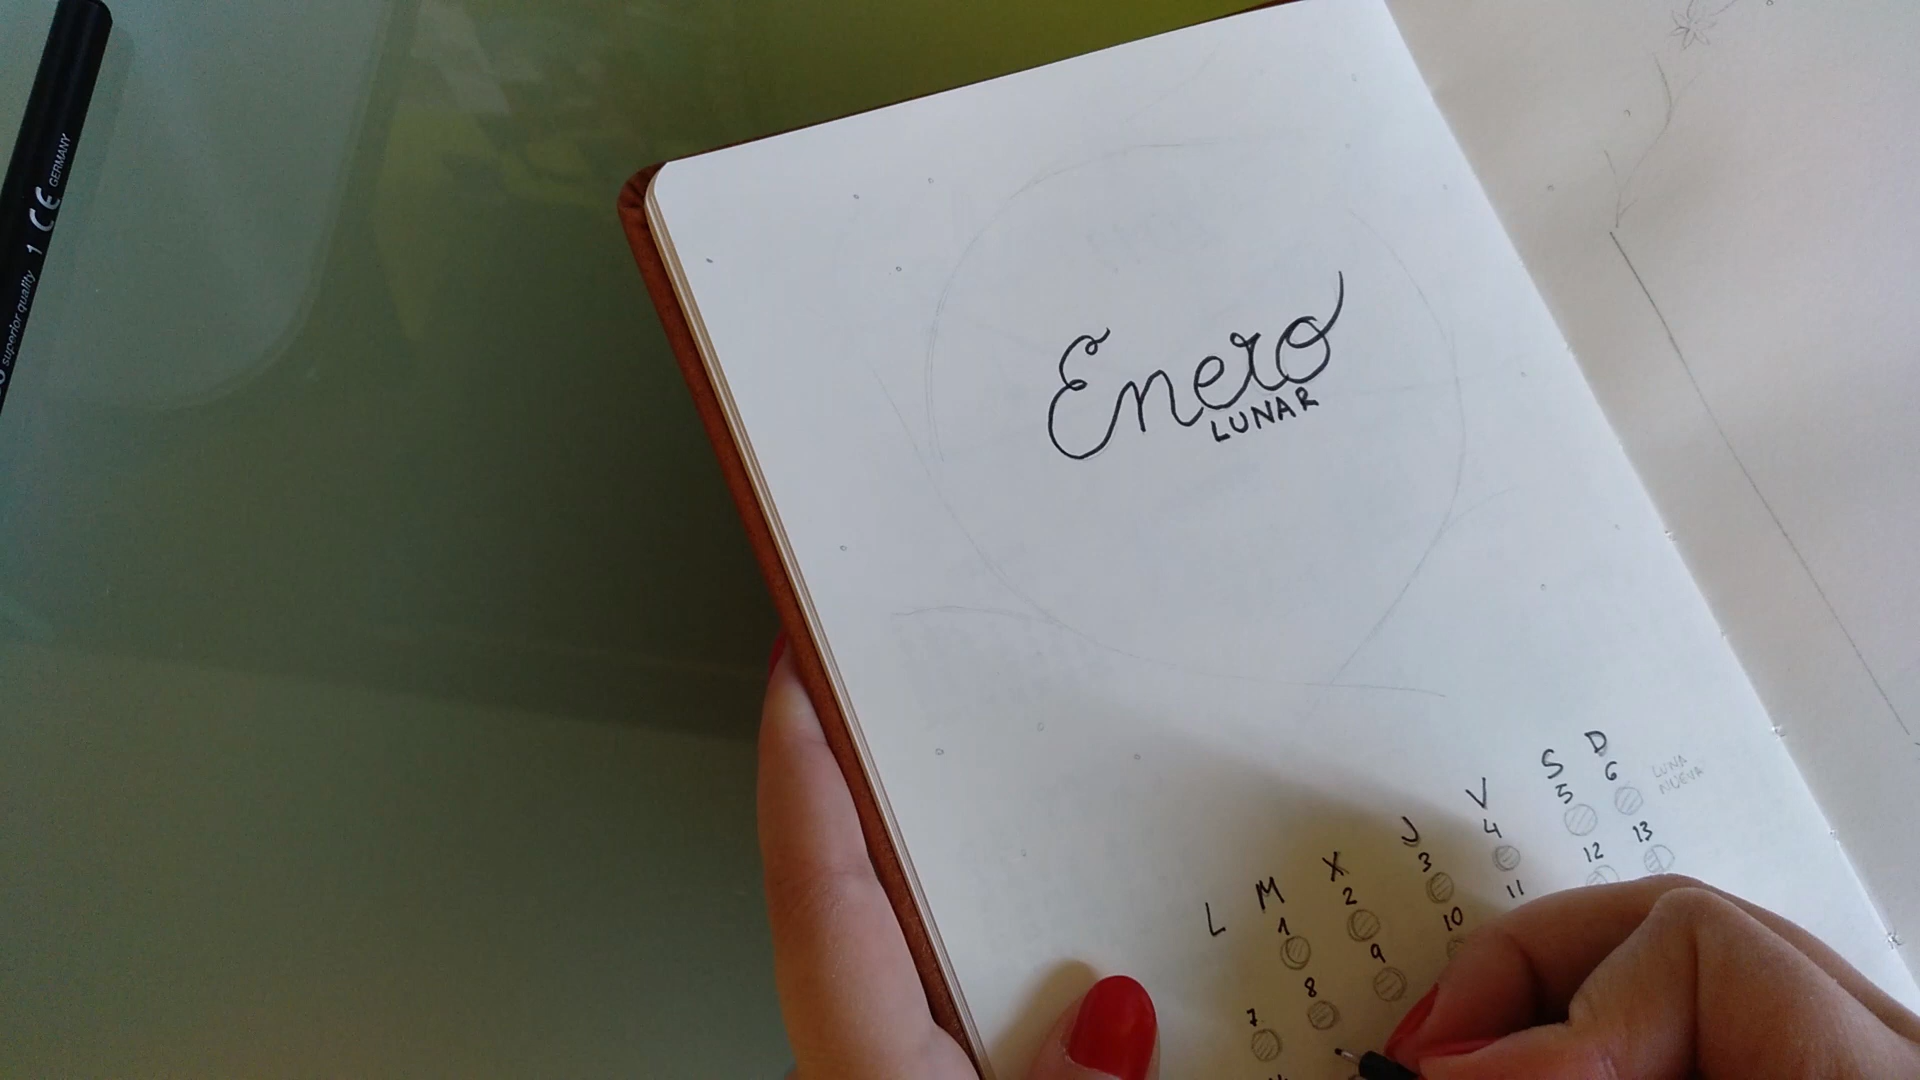 Enero
LUNAR
L M X J V S D
1 2 3 4 5 6
LUNA
NUEVA
7 8 9 10 11 12 13
superior quality 1 CE GERMANY